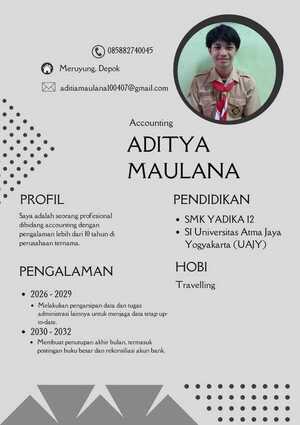 085882740045
Meruyung, Depok
aditiamaulana100407@gmail.com
Accounting
ADITYA
MAULANA
PROFIL
Saya adalah seorang profesional
dibidang accounting dengan
pengalaman lebih dari 10 tahun di
perusahaan ternama.
PENDIDIKAN
SMK YADIKA 12
S1 Universitas Atma Jaya
Yogyakarta (UAJY)
HOBI
Travelling
PENGALAMAN
2026 - 2029
Melakukan pengarsipan data dan tugas
administrasi lainnya untuk menjaga data tetap up-
to-date.
2030 - 2032
Membuat penutupan akhir bulan, termasuk
postingan buku besar dan rekonsiliasi akun bank.